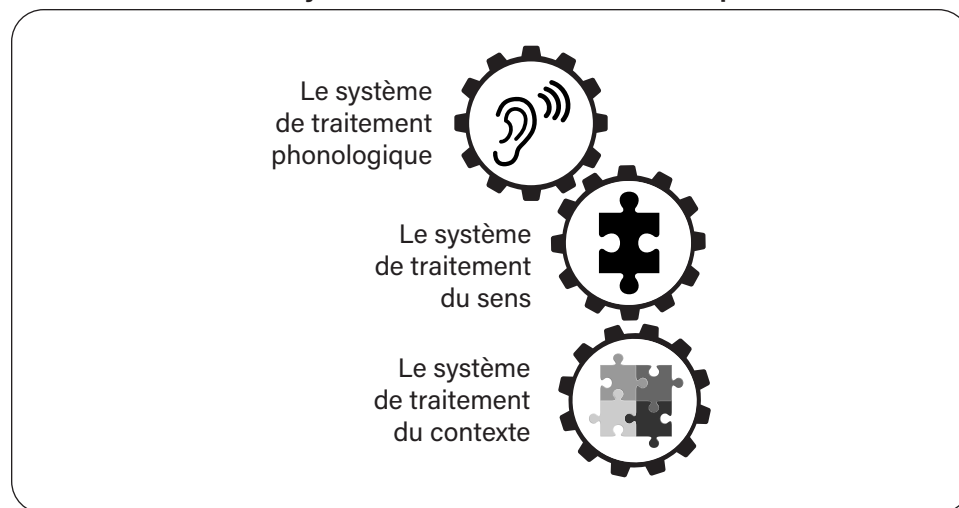 Le système
de traitement
phonologique
Le système
de traitement
du sens
Le système
de traitement
du contexte